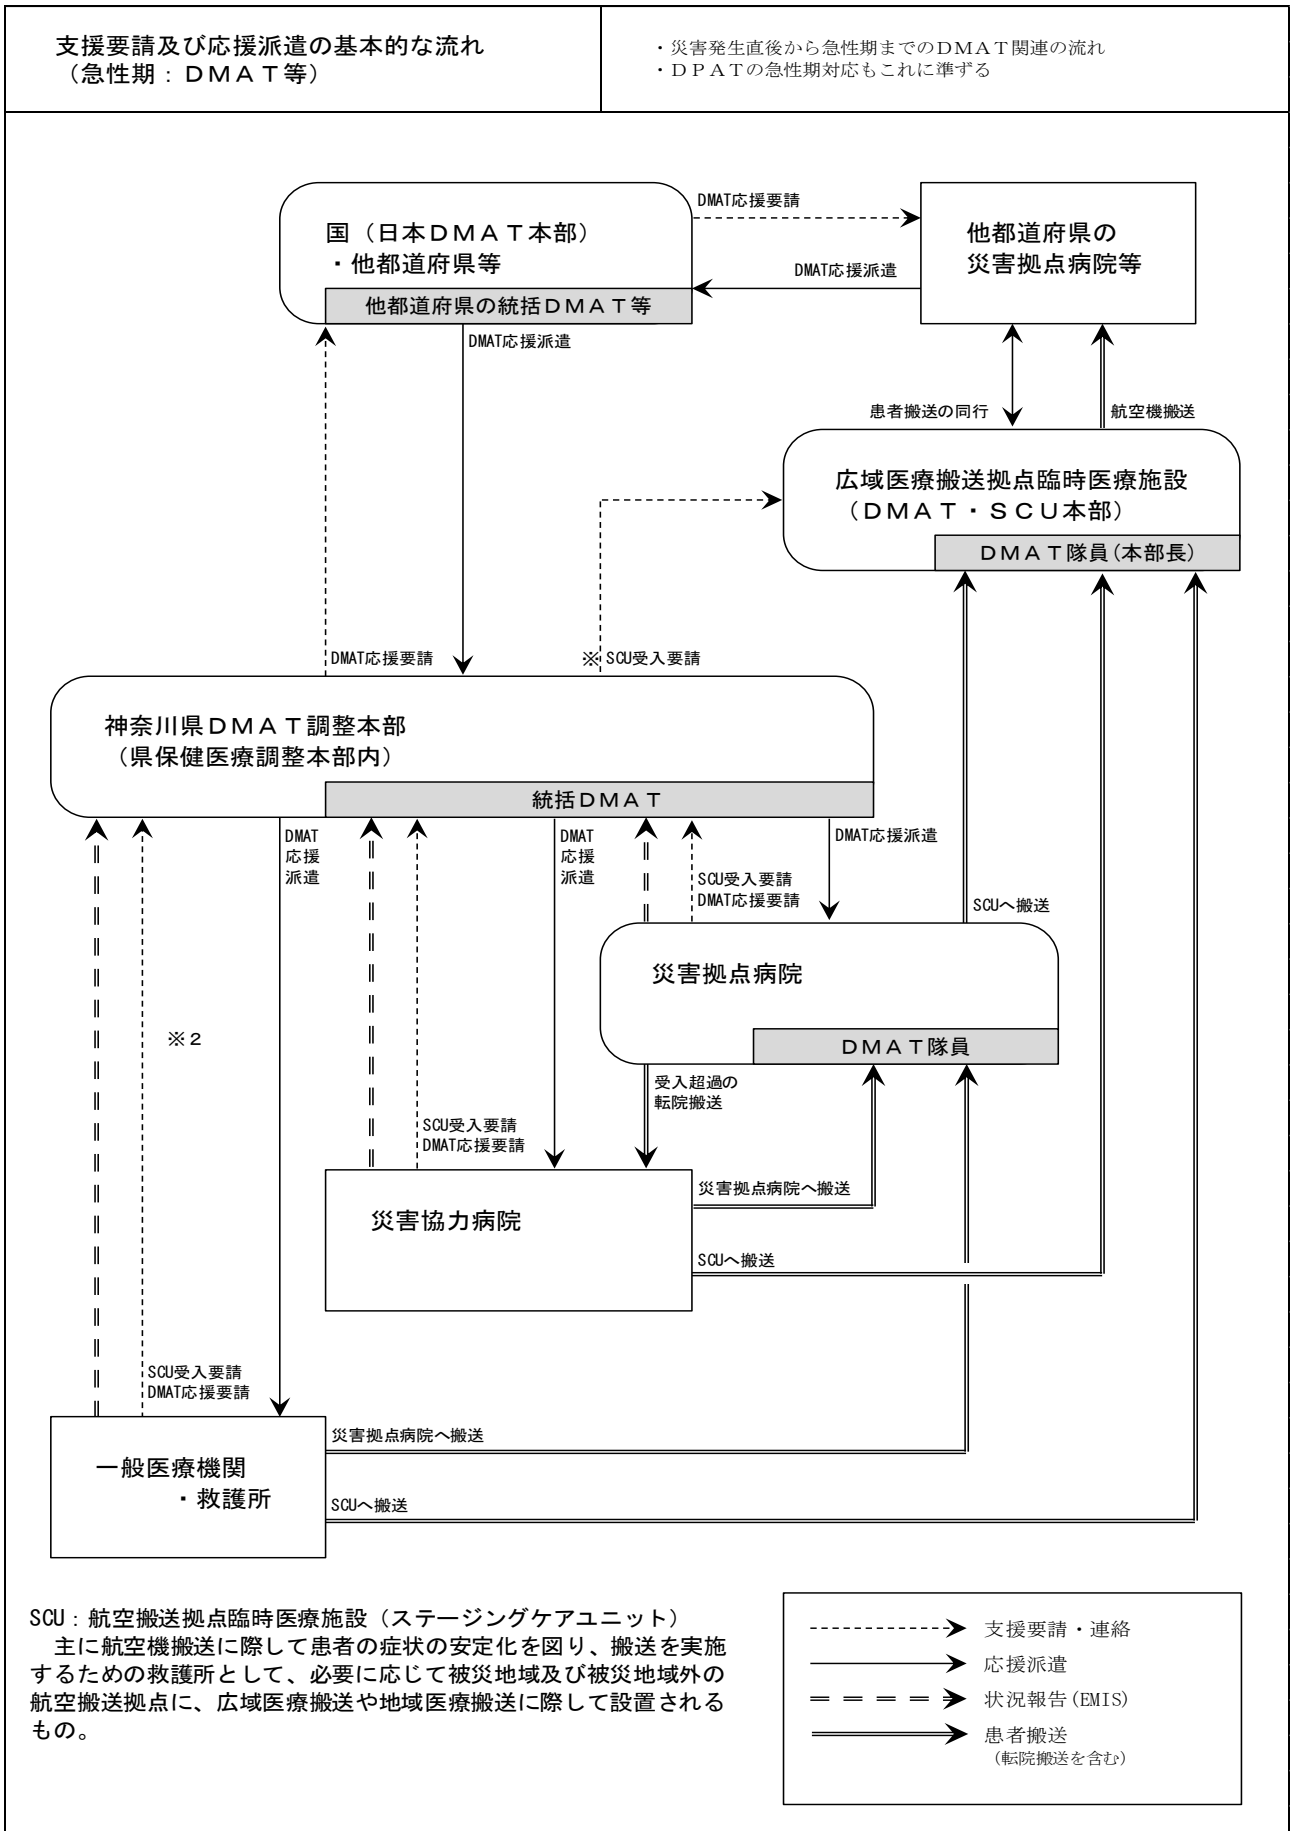 支援要請及び応援派遣の基本的な流れ
（急性期：ＤＭＡＴ等）
・災害発生直後から急性期までのＤＭＡＴ関連の流れ
・ＤＰＡＴの急性期対応もこれに準ずる
国（日本ＤＭＡＴ本部）
・他都道府県等
他都道府県の統括ＤＭＡＴ等
DMAT応援要請
DMAT応援派遣
他都道府県の
災害拠点病院等
DMAT応援派遣
患者搬送の同行
航空機搬送
広域医療搬送拠点臨時医療施設
（ＤＭＡＴ・ＳＣＵ本部）
ＤＭＡＴ隊員(本部長)
DMAT応援要請
※ SCU受入要請
神奈川県ＤＭＡＴ調整本部
（県保健医療調整本部内）
統括ＤＭＡＴ
DMAT
応援
派遣
DMAT
応援
派遣
DMAT応援派遣
SCU受入要請
DMAT応援要請
SCUへ搬送
災害拠点病院
ＤＭＡＴ隊員
※２
受入超過の
転院搬送
SCU受入要請
DMAT応援要請
災害協力病院
災害拠点病院へ搬送
SCUへ搬送
SCU受入要請
DMAT応援要請
一般医療機関
・救護所
災害拠点病院へ搬送
SCUへ搬送
SCU：航空搬送拠点臨時医療施設（ステージングケアユニット）
主に航空機搬送に際して患者の症状の安定化を図り、搬送を実施
するための救護所として、必要に応じて被災地域及び被災地域外の
航空搬送拠点に、広域医療搬送や地域医療搬送に際して設置される
もの。
支援要請・連絡
応援派遣
状況報告(EMIS)
患者搬送
（転院搬送を含む）